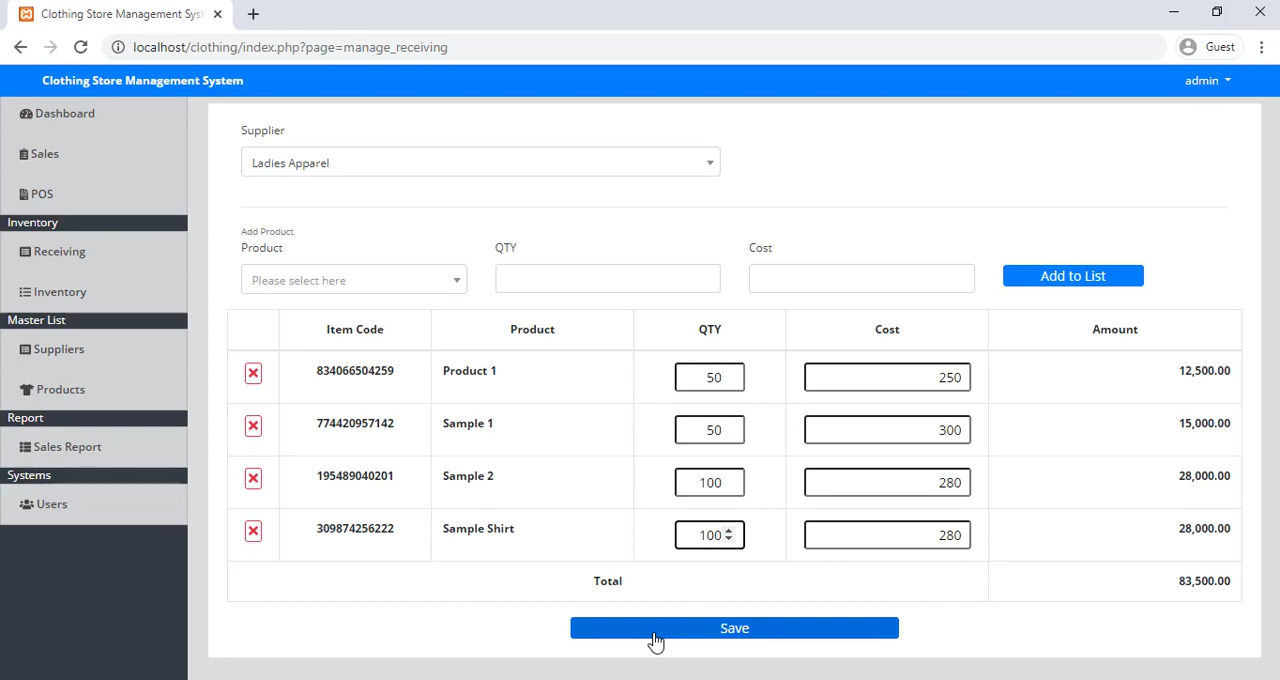 Clothing Store Management Syst
localhost/clothing/index.php?page=manage_receiving
Guest
Clothing Store Management System
admin
Dashboard
Sales
POS
Inventory
Receiving
Inventory
Master List
Suppliers
Products
Report
Sales Report
Systems
Users
Supplier
Ladies Apparel
Add Product
Product QTY Cost
Please select here
Add to List
Item Code Product QTY Cost Amount
834066504259 Product 1 50 250 12,500.00
774420957142 Sample 1 50 300 15,000.00
195489040201 Sample 2 100 280 28,000.00
309874256222 Sample Shirt 100 280 28,000.00
Total 83,500.00
Save